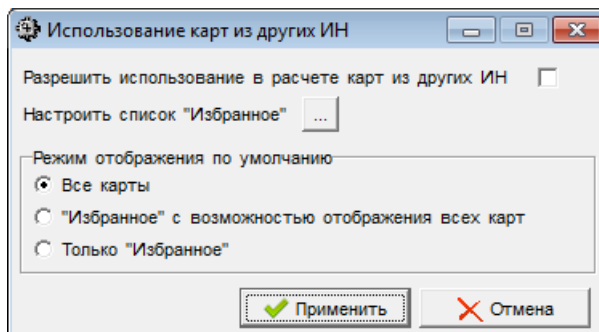 Использование карт из других ИН
Разрешить использование в расчете карт из других ИН
Настроить список "Избранное" ...
Режим отображения по умолчанию
Все карты
"Избранное" с возможностью отображения всех карт
Только "Избранное"
Применить Отмена